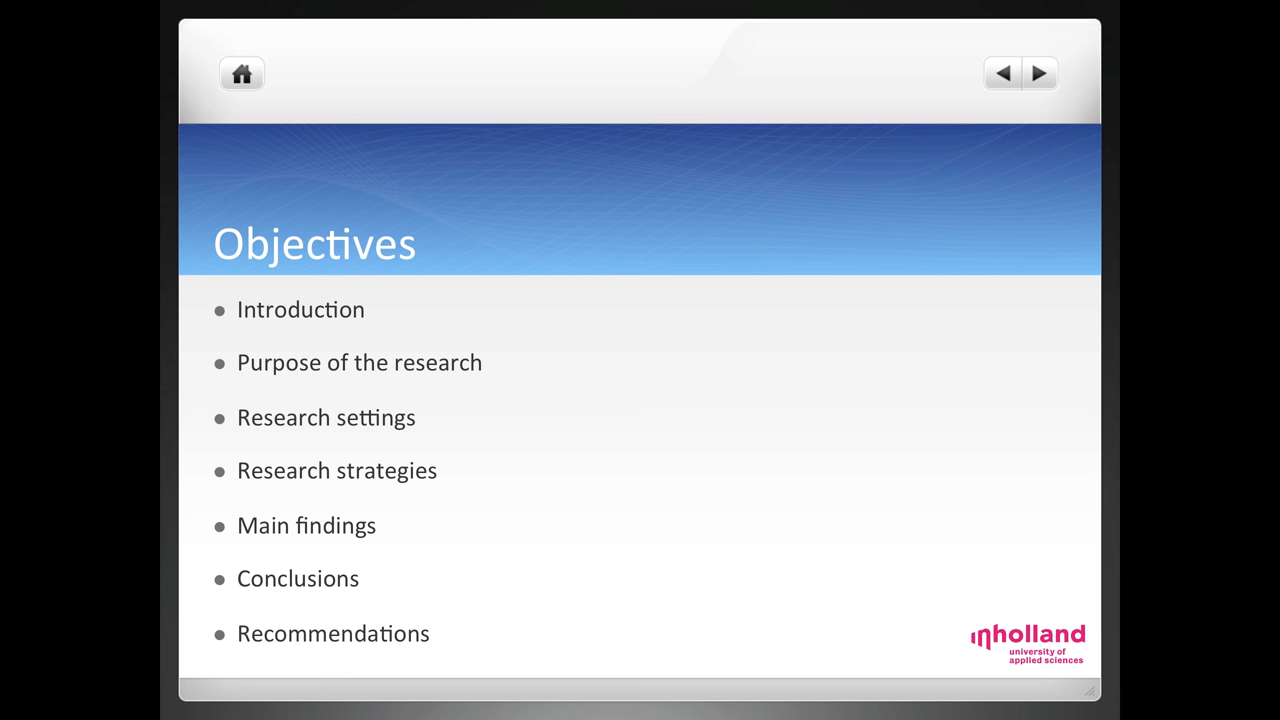 Objectives
Introduction
Purpose of the research
Research settings
Research strategies
Main findings
Conclusions
Recommendations
inholland
university of
applied sciences